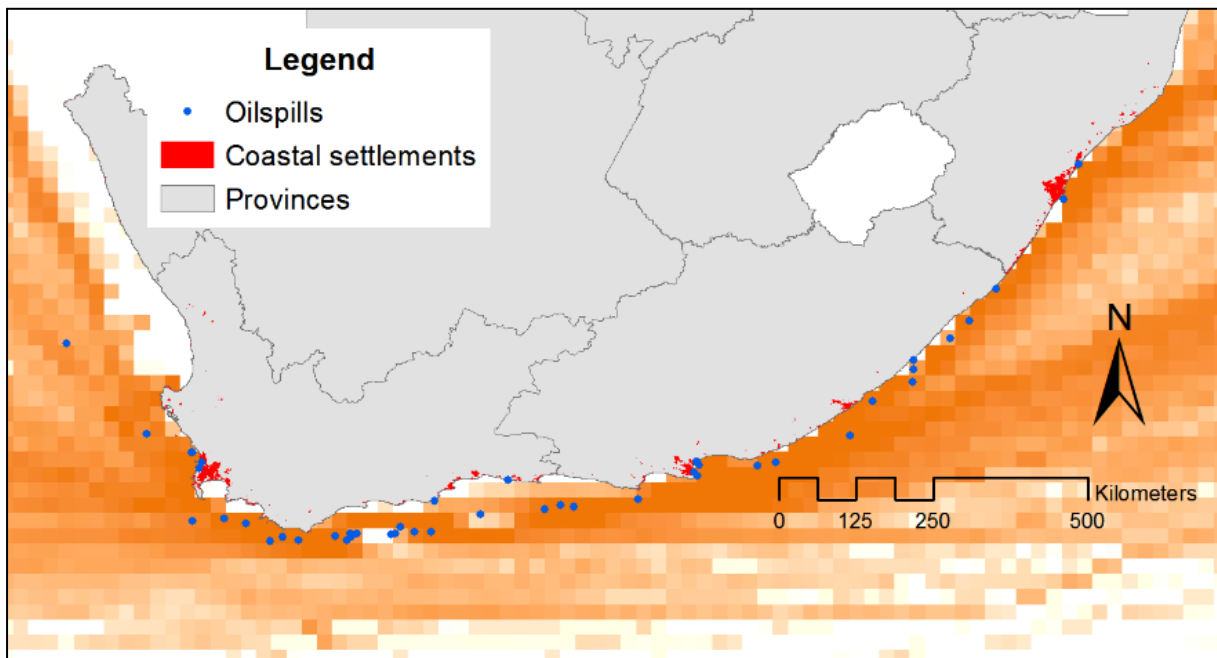 Legend
Oilspills
Coastal settlements
Provinces
N
Kilometers
0 125 250 500